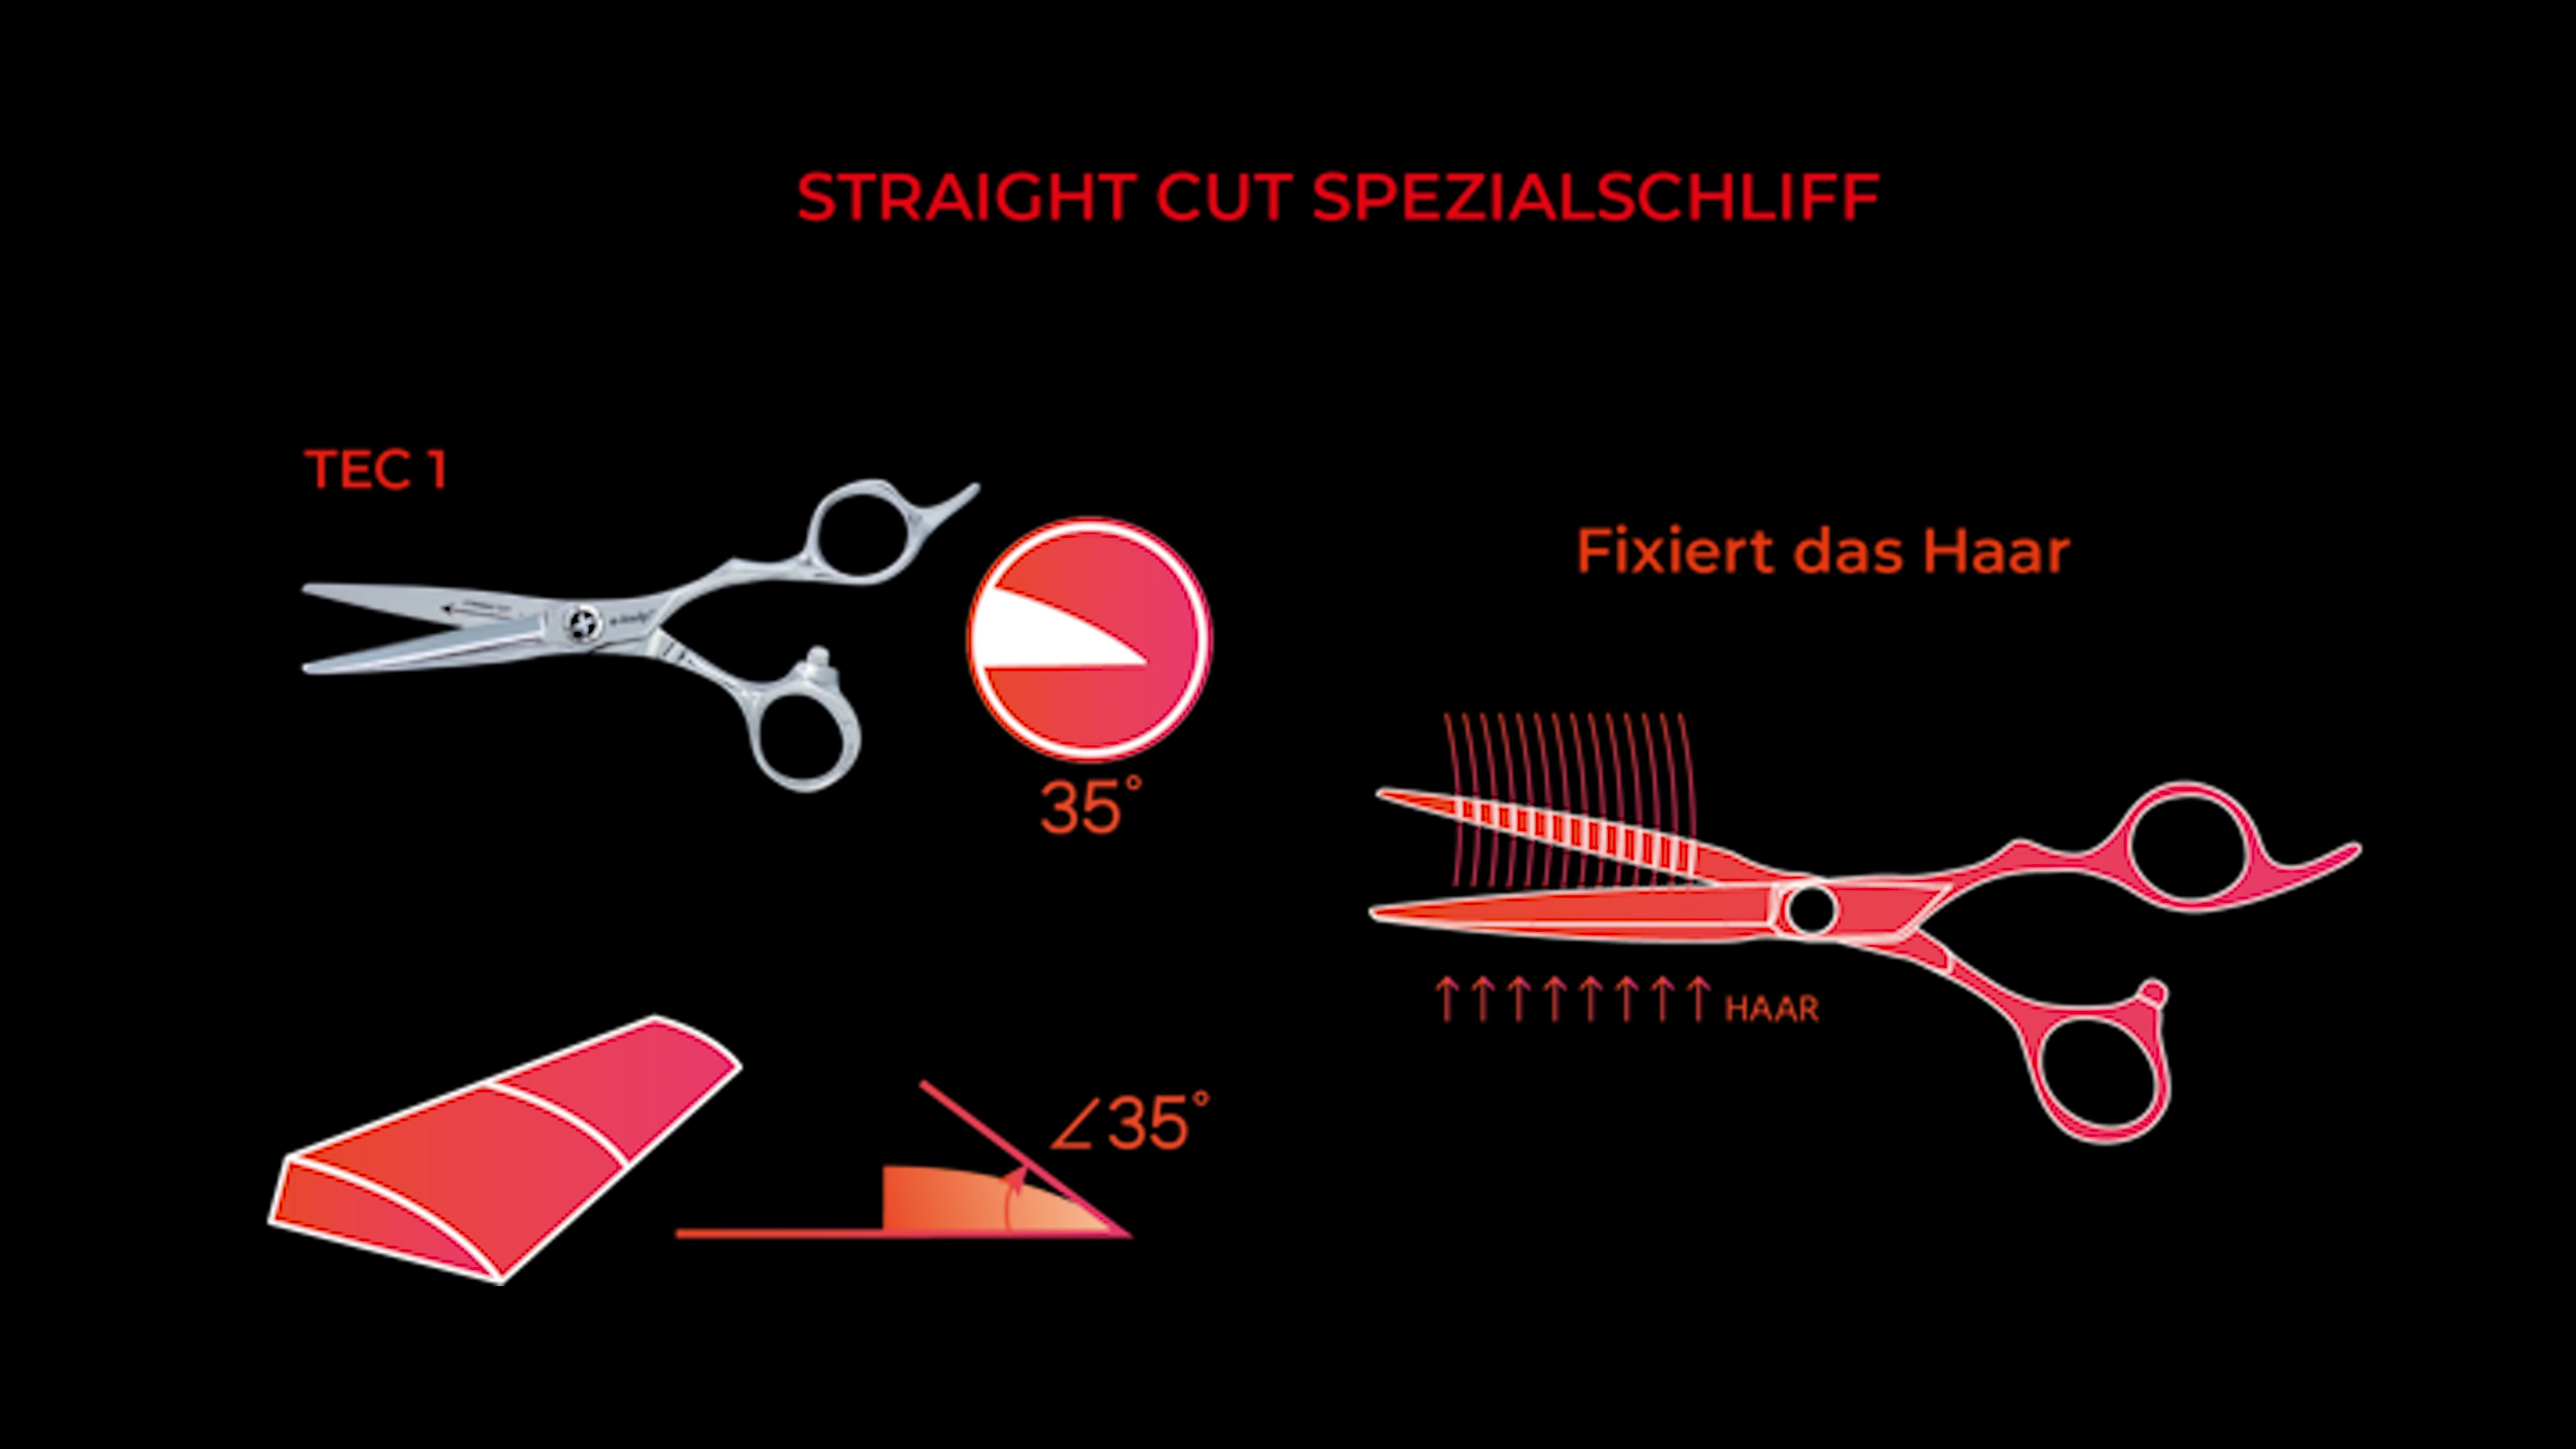 STRAIGHT CUT SPEZIALSCHLIFF
TEC 1
35°
Fixiert das Haar
HAAR
∠35°